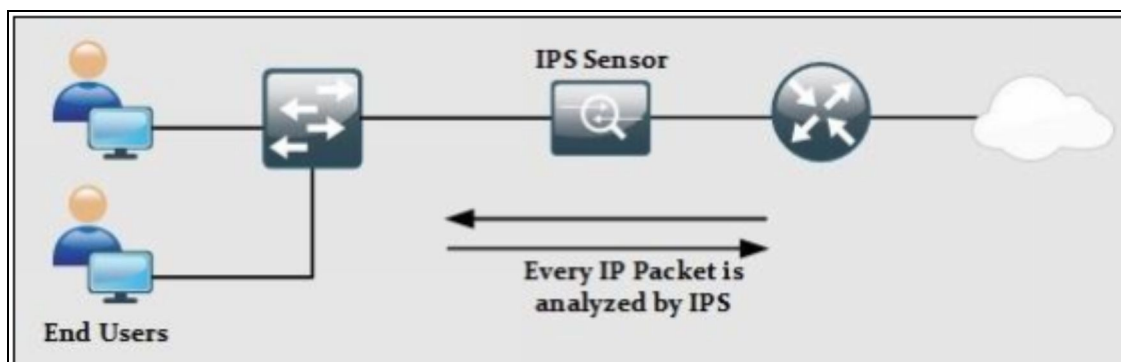 IPS Sensor
Every IP Packet is
analyzed by IPS
End Users